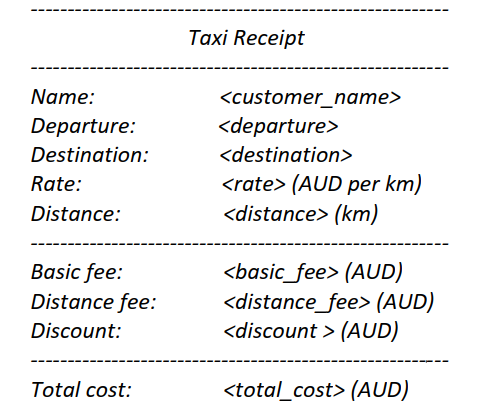 ---------------------------------------------------------
Taxi Receipt
---------------------------------------------------------
Name: <customer_name>
Departure: <departure>
Destination: <destination>
Rate: <rate> (AUD per km)
Distance: <distance> (km)
---------------------------------------------------------
Basic fee: <basic_fee> (AUD)
Distance fee: <distance_fee> (AUD)
Discount: <discount > (AUD)
---------------------------------------------------------
Total cost: <total_cost> (AUD)